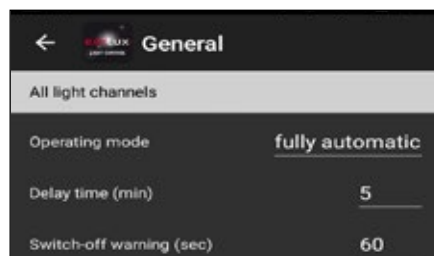 General
All light channels
Operating mode fully automatic
Delay time (min) 5
Switch-off warning (sec) 60